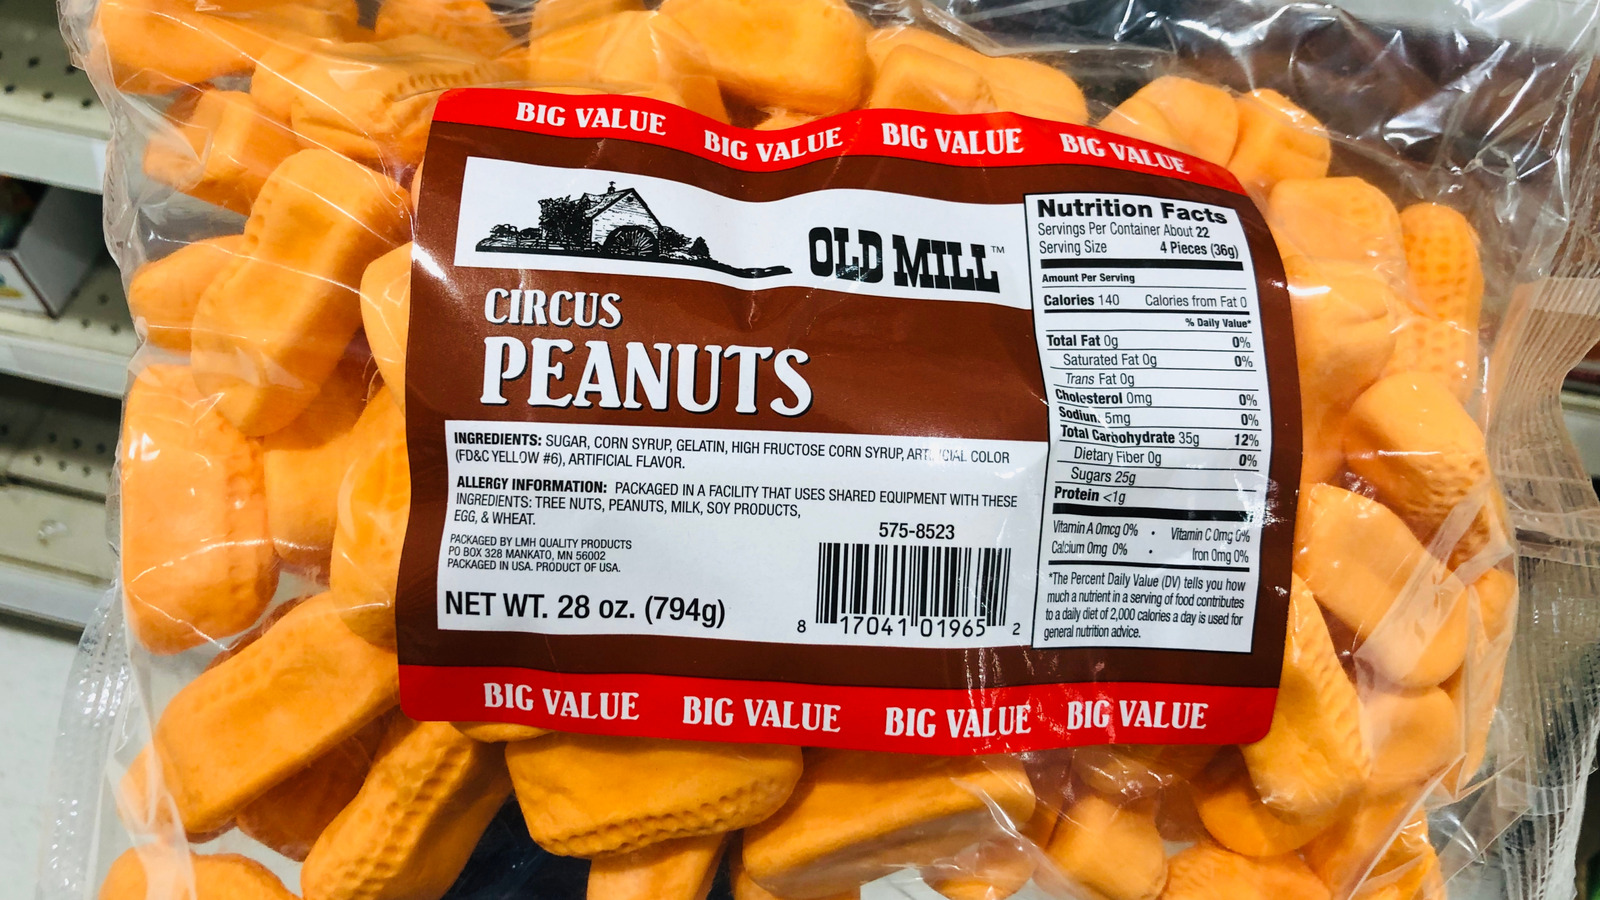 BIG VALUE BIG VALUE BIG VALUE BIG VALUE
OLD MILL™
CIRCUS
PEANUTS
INGREDIENTS: SUGAR, CORN SYRUP, GELATIN, HIGH FRUCTOSE CORN SYRUP, ARTIFICIAL COLOR
(FD&C YELLOW #6), ARTIFICIAL FLAVOR.
ALLERGY INFORMATION: PACKAGED IN A FACILITY THAT USES SHARED EQUIPMENT WITH THESE
INGREDIENTS: TREE NUTS, PEANUTS, MILK, SOY PRODUCTS,
EGG, & WHEAT.
PACKAGED BY LMH QUALITY PRODUCTS
PO BOX 328 MANKATO, MN 56002
PACKAGED IN USA. PRODUCT OF USA.
NET WT. 28 oz. (794g)
575-8523
8 17041 01965 2
Nutrition Facts
Servings Per Container About 22
Serving Size 4 Pieces (36g)
Amount Per Serving
Calories 140 Calories from Fat 0
% Daily Value*
Total Fat 0g 0%
Saturated Fat 0g 0%
Trans Fat 0g
Cholesterol 0mg 0%
Sodium 5mg 0%
Total Carbohydrate 35g 12%
Dietary Fiber 0g 0%
Sugars 25g
Protein <1g
Vitamin A 0mcg 0% • Vitamin C 0mg 0%
Calcium 0mg 0% • Iron 0mg 0%
*The Percent Daily Value (DV) tells you how
much a nutrient in a serving of food contributes
to a daily diet of 2,000 calories a day is used for
general nutrition advice.
BIG VALUE BIG VALUE BIG VALUE BIG VALUE